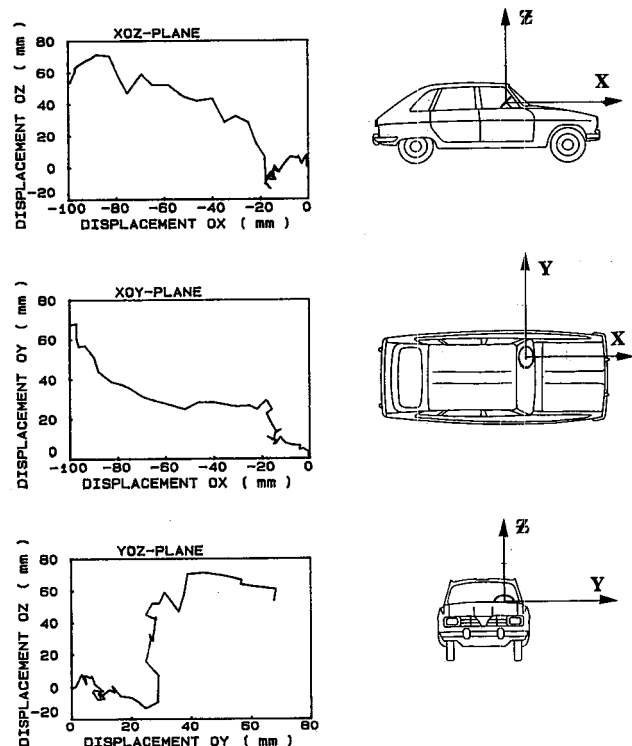 XOZ-PLANE
DISPLACEMENT OZ ( mm )
80
60
40
20
0
-20
-100 -80 -60 -40 -20 0
DISPLACEMENT OX ( mm )
Z
X
XOY-PLANE
DISPLACEMENT OY ( mm )
80
60
40
20
0
-100 -80 -60 -40 -20 0
DISPLACEMENT OX ( mm )
Y
X
YOZ-PLANE
DISPLACEMENT OZ ( mm )
80
60
40
20
0
-20
0 20 40 60 80
DISPLACEMENT OY ( mm )
Z
Y